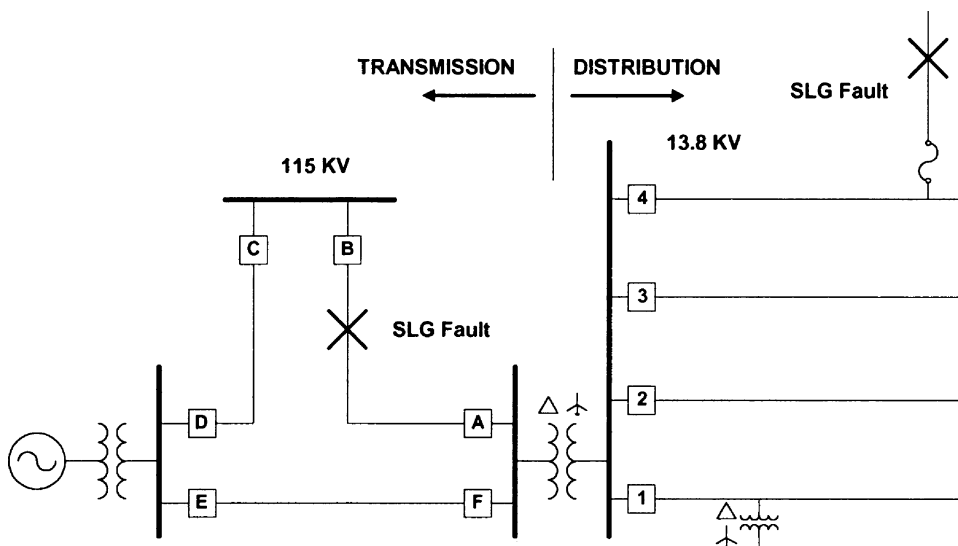 TRANSMISSION
DISTRIBUTION
SLG Fault
115 KV
13.8 KV
4
C
B
3
SLG Fault
D
A
2
E
F
1